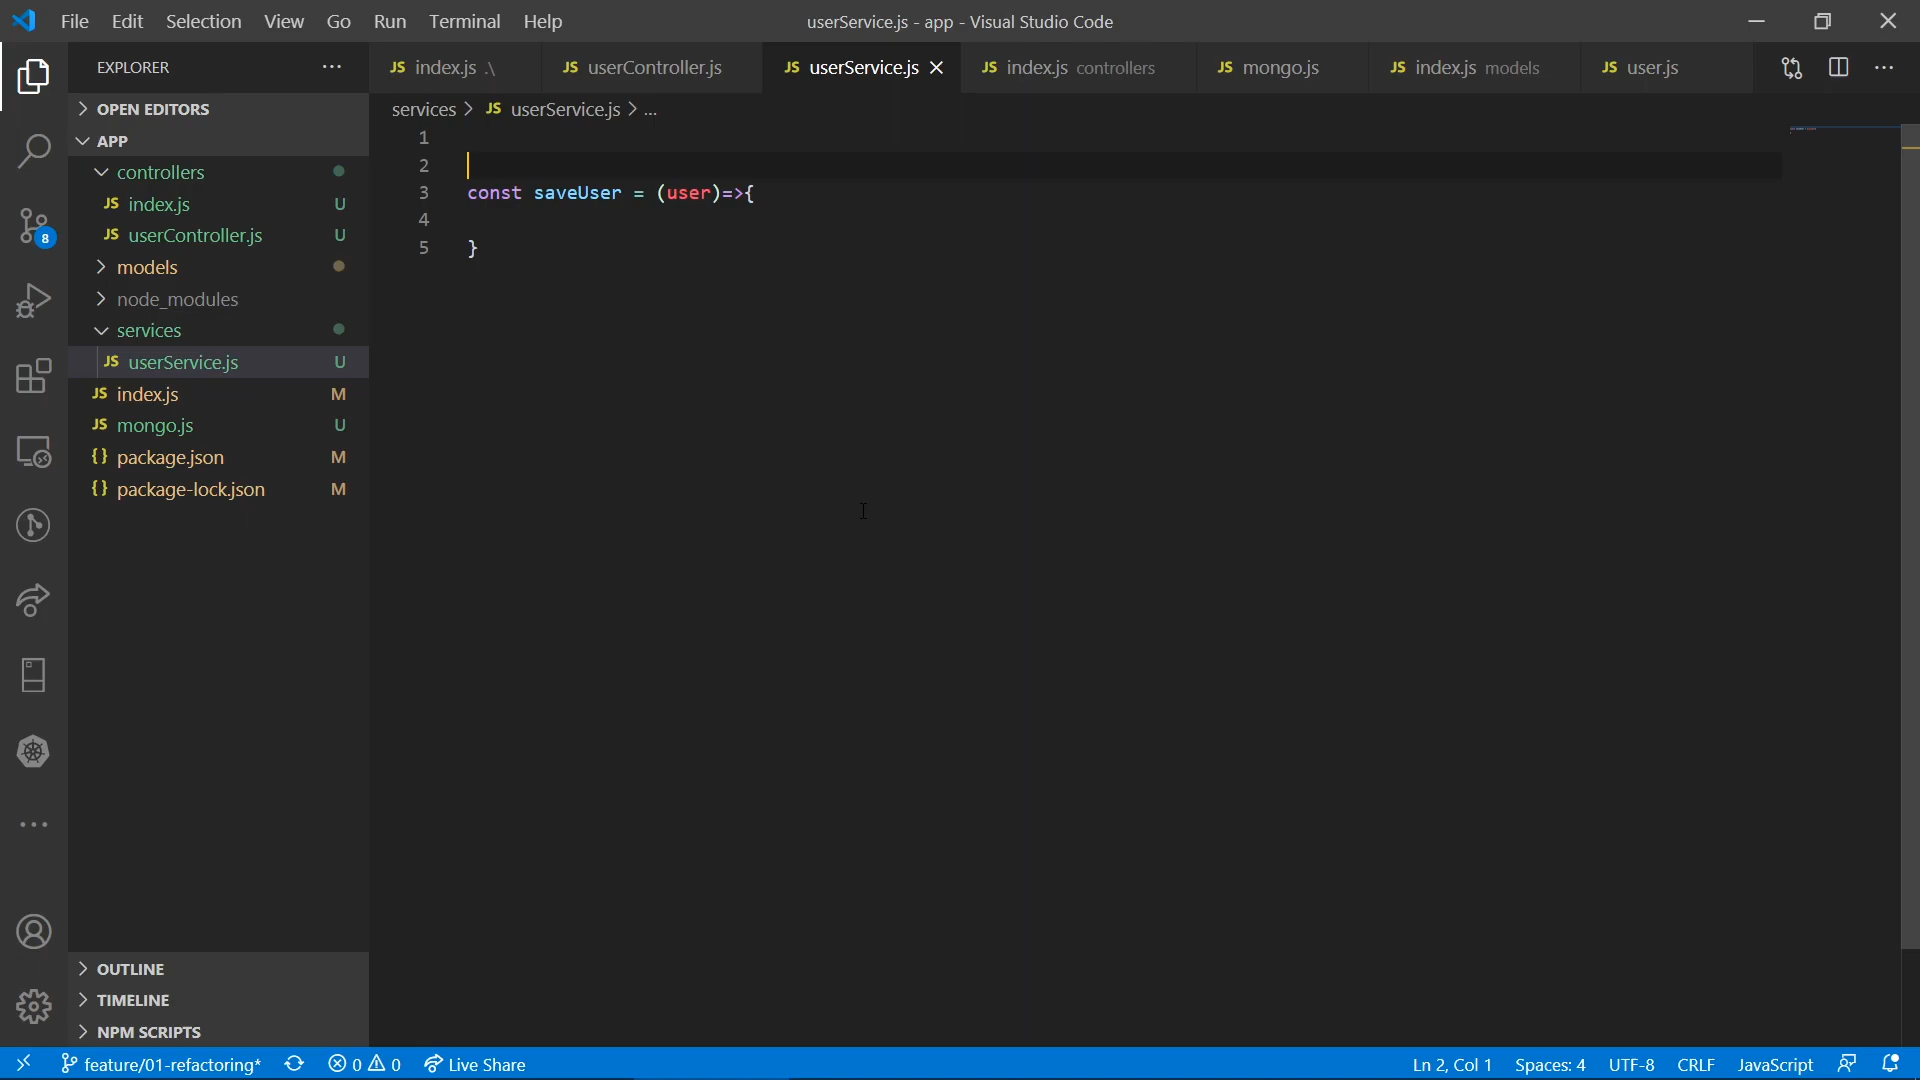 File Edit Selection View Go Run Terminal Help
userService.js - app - Visual Studio Code
EXPLORER
JS index.js .\
JS userController.js
JS userService.js
JS index.js controllers
JS mongo.js
JS index.js models
JS user.js
OPEN EDITORS
APP
controllers
JS index.js U
JS userController.js U
models
node_modules
services
JS userService.js U
JS index.js M
JS mongo.js U
{} package.json M
{} package-lock.json M
OUTLINE
TIMELINE
NPM SCRIPTS
8
services > JS userService.js > ...
1
2
3 const saveUser = (user)=>{
4
5 }
feature/01-refactoring* 0 0 Live Share
Ln 2, Col 1 Spaces: 4 UTF-8 CRLF JavaScript